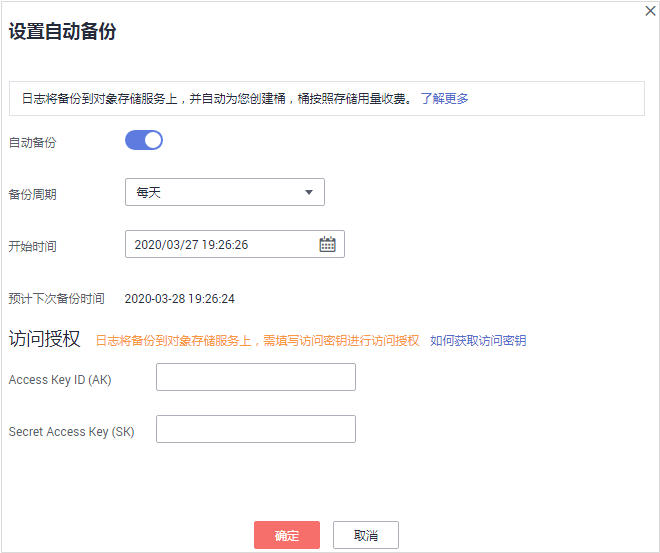 设置自动备份
日志将备份到对象存储服务上，并自动为您创建桶，桶按照存储用量收费。 了解更多
自动备份
备份周期 每天
开始时间 2020/03/27 19:26:26
预计下次备份时间 2020-03-28 19:26:24
访问授权 日志将备份到对象存储服务上，需填写访问密钥进行访问授权 如何获取访问密钥
Access Key ID (AK)
Secret Access Key (SK)
确定 取消